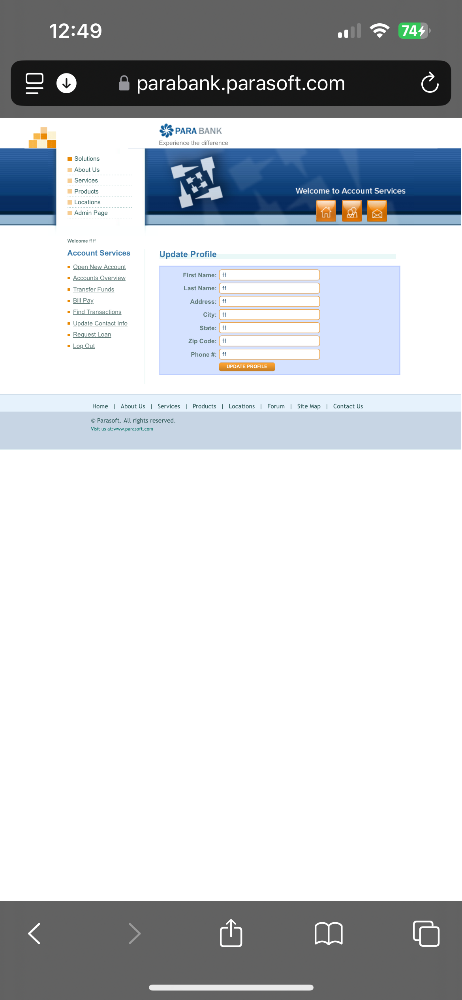 12:49
74
parabank.parasoft.com
PARA BANK
Experience the difference
Solutions
About Us
Services
Products
Locations
Admin Page
Welcome to Account Services
Welcome ff ff
Account Services
Open New Account
Accounts Overview
Transfer Funds
Bill Pay
Find Transactions
Update Contact Info
Request Loan
Log Out
Update Profile
First Name: ff
Last Name: ff
Address: ff
City: ff
State: ff
Zip Code: ff
Phone #: ff
UPDATE PROFILE
Home | About Us | Services | Products | Locations | Forum | Site Map | Contact Us
© Parasoft. All rights reserved.
Visit us at:www.parasoft.com